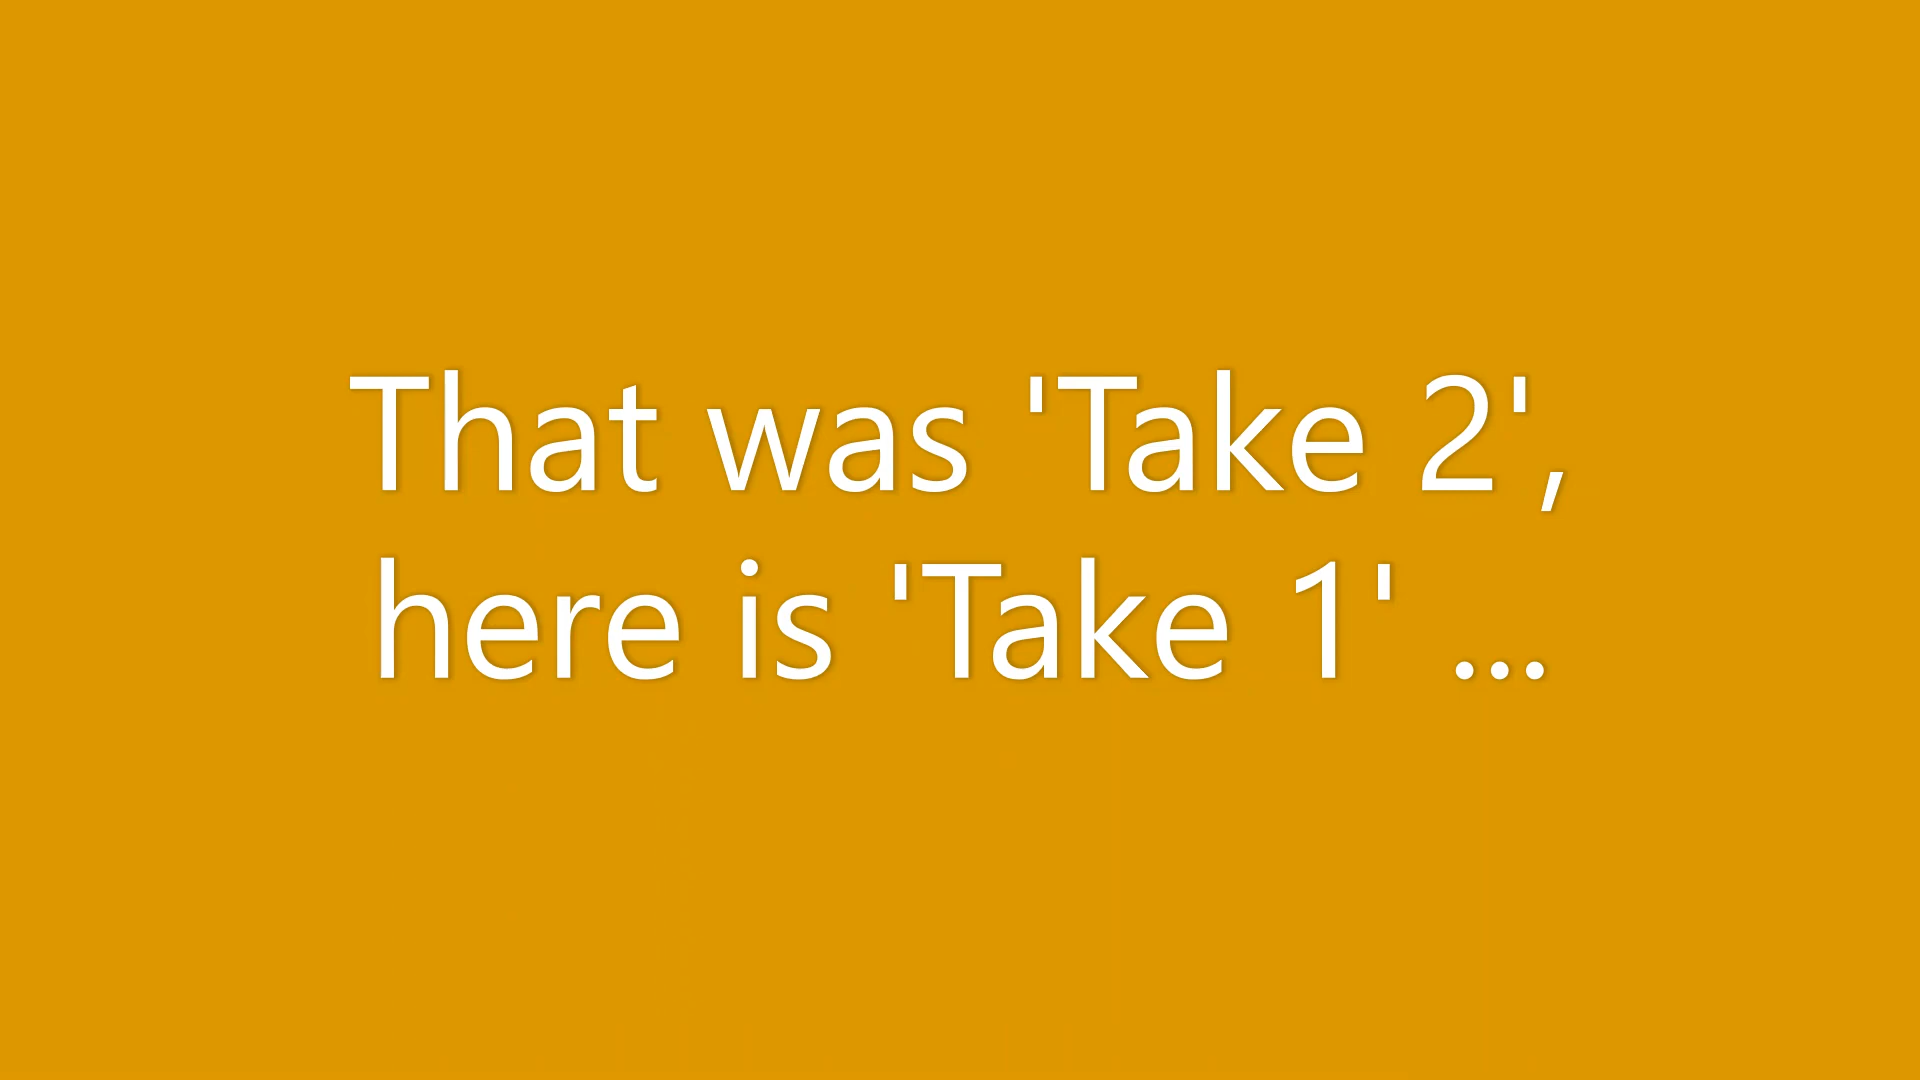 That was 'Take 2',
here is 'Take 1' ...